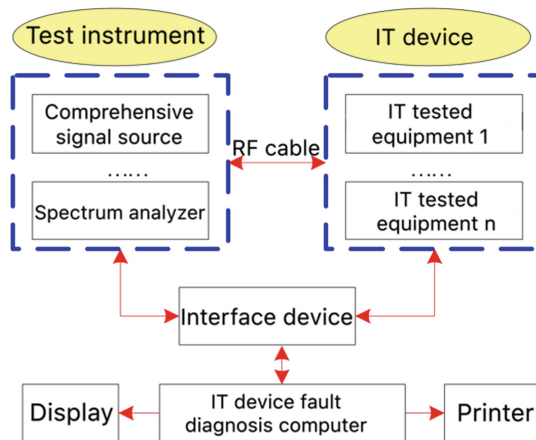 Test instrument
IT device
Comprehensive
signal source
……
Spectrum analyzer
RF cable
IT tested
equipment 1
……
IT tested
equipment n
Interface device
Display
IT device fault
diagnosis computer
Printer